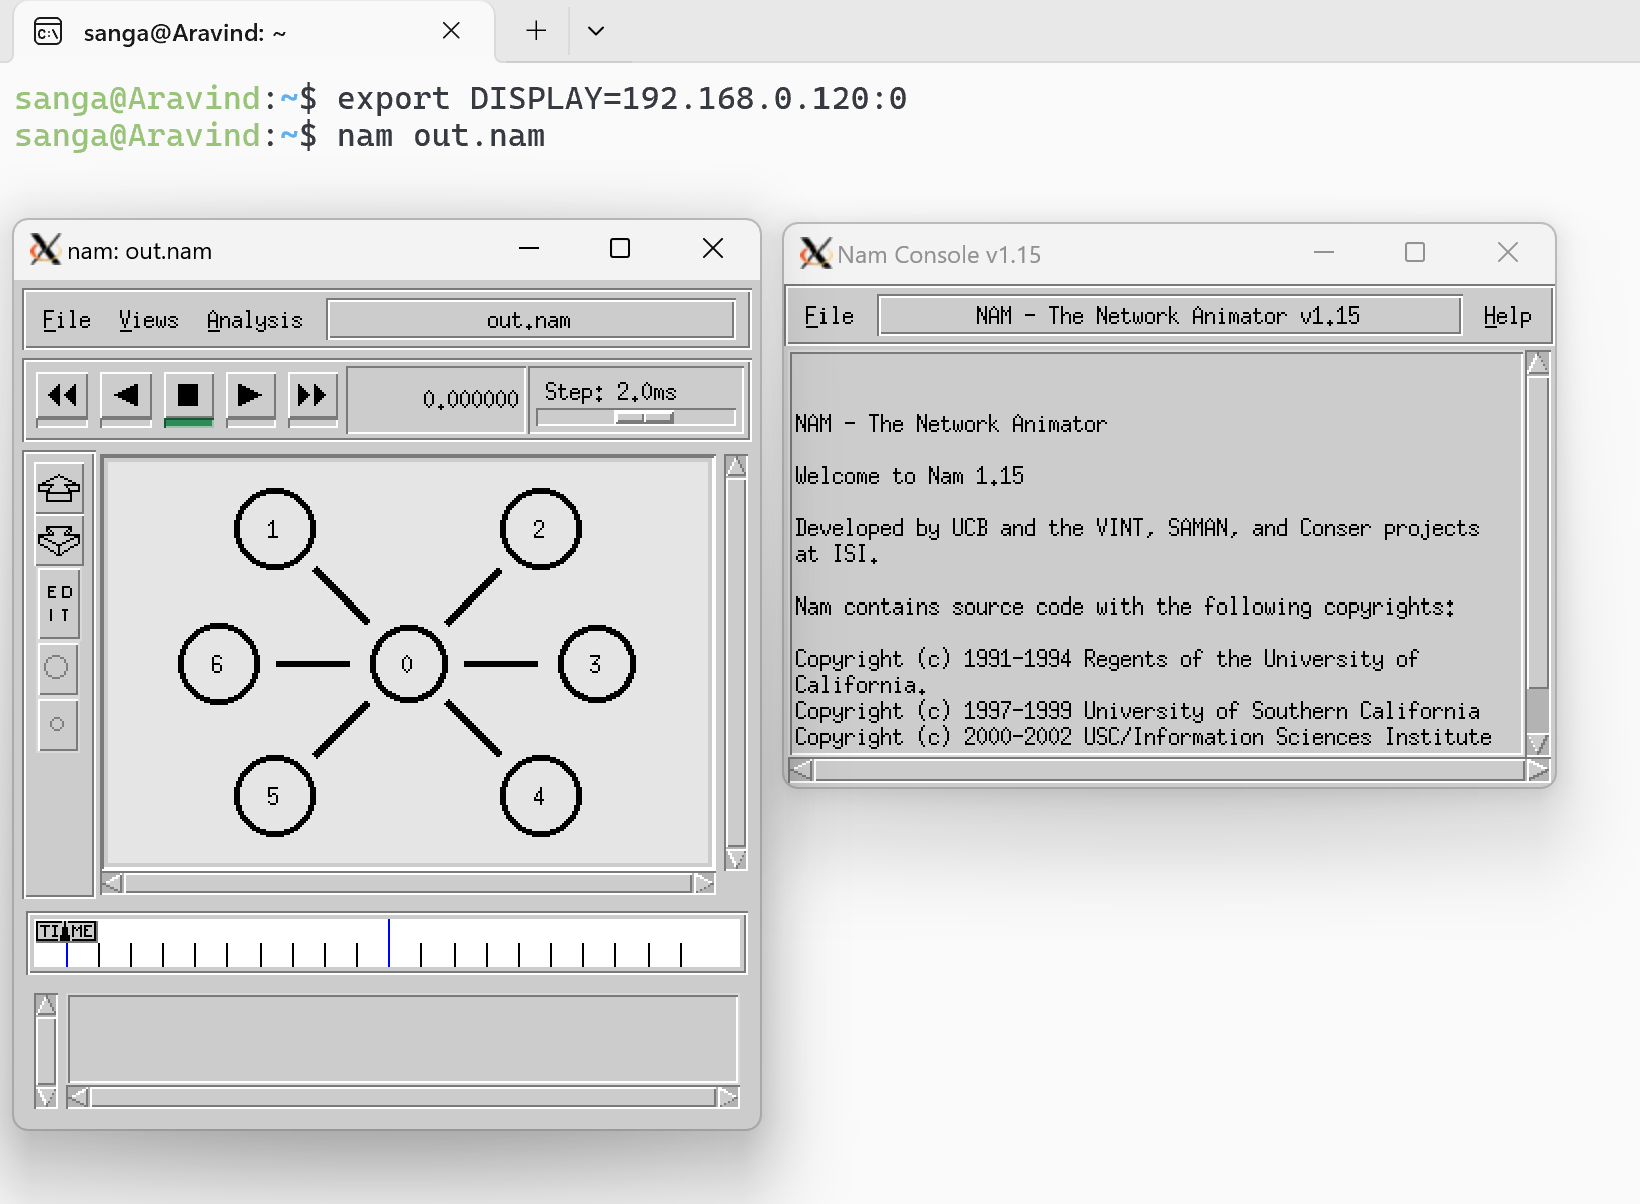 sanga@Aravind: ~
sanga@Aravind:~$ export DISPLAY=192.168.0.120:0
sanga@Aravind:~$ nam out.nam
nam: out.nam
File Views Analysis out.nam
0.000000 Step: 2.0ms
ED
IT
1 2
6 0 3
5 4
TIME
Nam Console v1.15
File NAM - The Network Animator v1.15 Help
NAM - The Network Animator
Welcome to Nam 1.15
Developed by UCB and the VINT, SAMAN, and Conser projects
at ISI.
Nam contains source code with the following copyrights:
Copyright (c) 1991-1994 Regents of the University of
California.
Copyright (c) 1997-1999 University of Southern California
Copyright (c) 2000-2002 USC/Information Sciences Institute